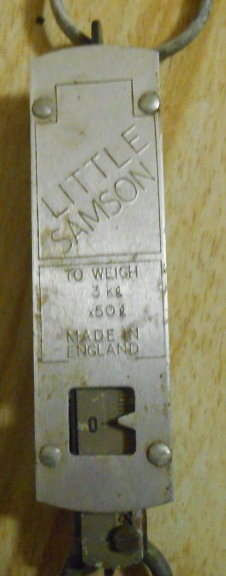 LITTLE
SAMSON
TO WEIGH
3 kg
x50g
MADE IN
ENGLAND
0